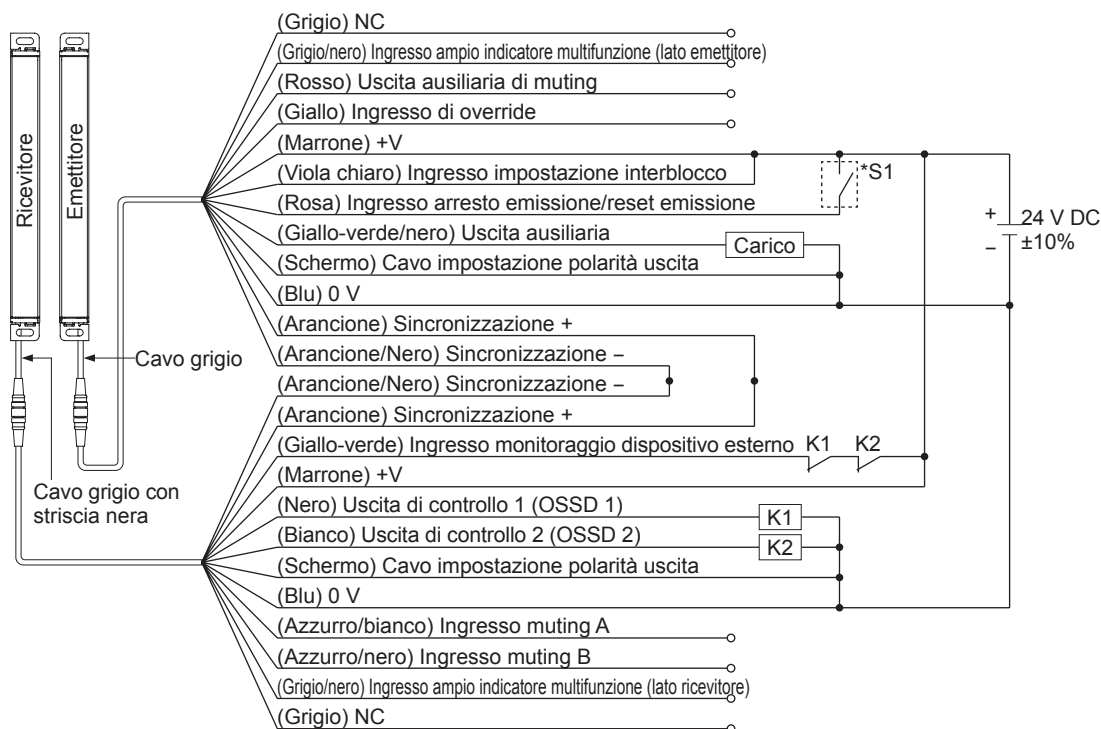 (Grigio) NC
(Grigio/nero) Ingresso ampio indicatore multifunzione (lato emettitore)
(Rosso) Uscita ausiliaria di muting
(Giallo) Ingresso di override
(Marrone) +V
(Viola chiaro) Ingresso impostazione interblocco
*S1
(Rosa) Ingresso arresto emissione/reset emissione
(Giallo-verde/nero) Uscita ausiliaria
Carico
(Schermo) Cavo impostazione polarità uscita
(Blu) 0 V
+
−
24 V DC
±10%
Ricevitore
Emettitore
(Arancione) Sincronizzazione +
(Arancione/Nero) Sincronizzazione −
Cavo grigio
(Arancione/Nero) Sincronizzazione −
(Arancione) Sincronizzazione +
(Giallo-verde) Ingresso monitoraggio dispositivo esterno
K1
K2
(Marrone) +V
Cavo grigio con
striscia nera
(Nero) Uscita di controllo 1 (OSSD 1)
K1
(Bianco) Uscita di controllo 2 (OSSD 2)
K2
(Schermo) Cavo impostazione polarità uscita
(Blu) 0 V
(Azzurro/bianco) Ingresso muting A
(Azzurro/nero) Ingresso muting B
(Grigio/nero) Ingresso ampio indicatore multifunzione (lato ricevitore)
(Grigio) NC